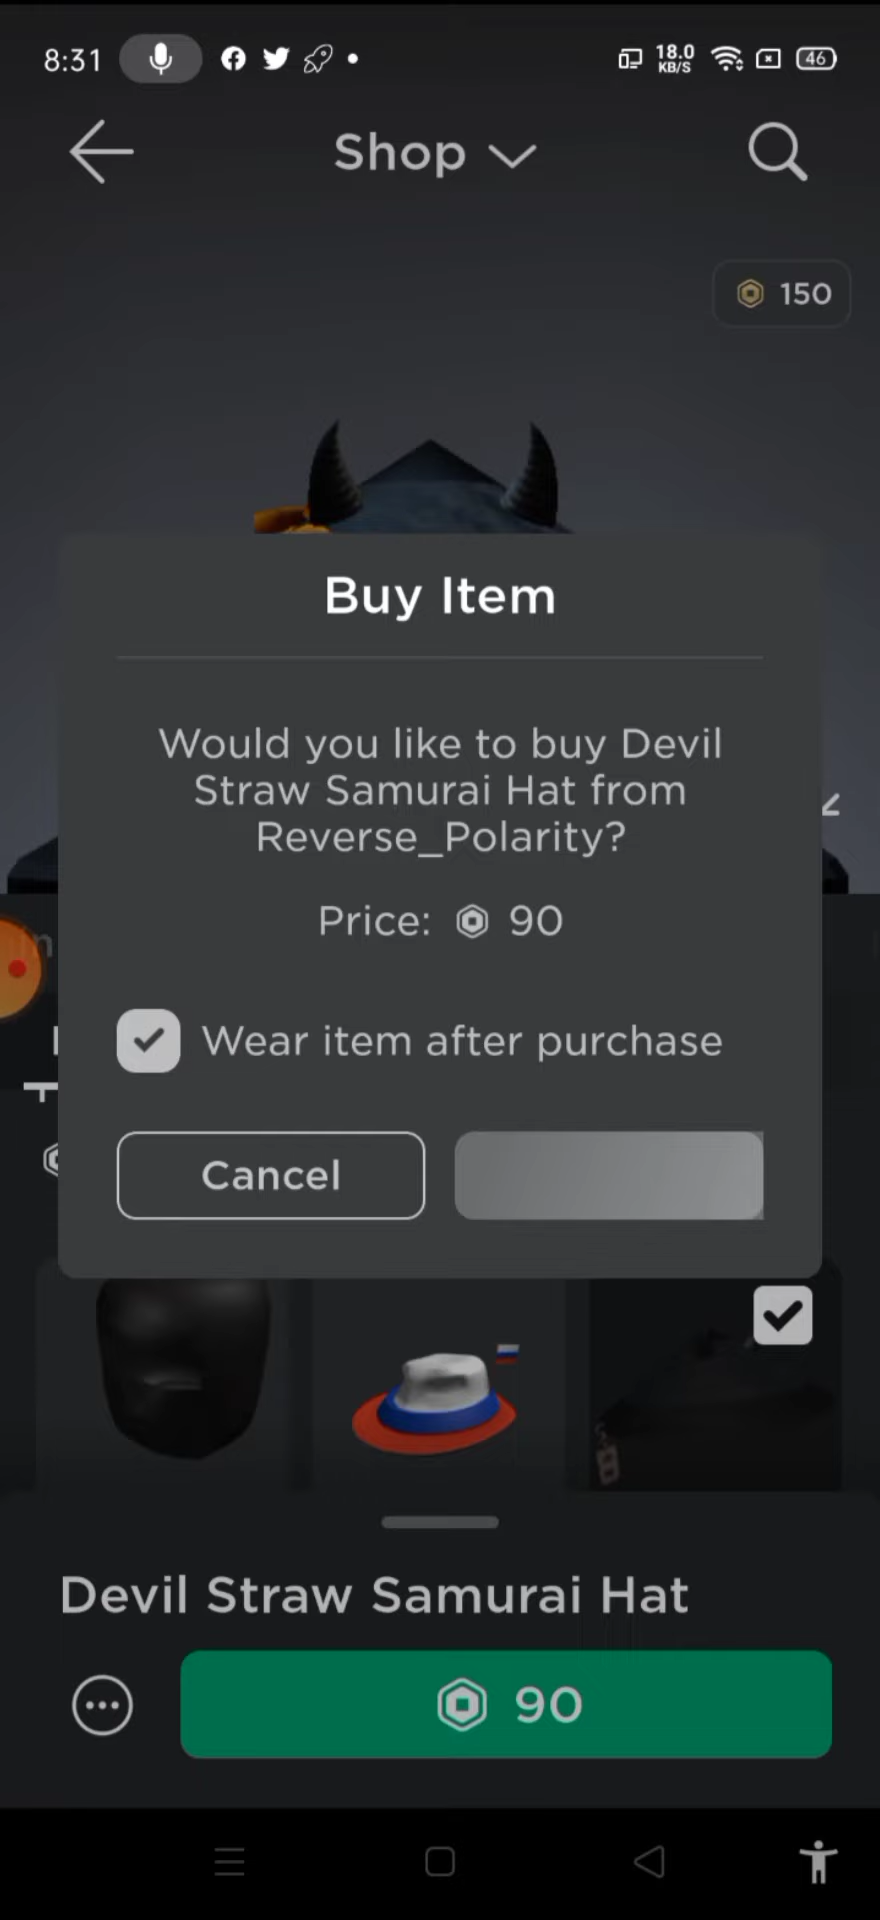 8:31
18.0
KB/S
46
Shop
150
Buy Item
Would you like to buy Devil
Straw Samurai Hat from
Reverse_Polarity?
Price: 90
Wear item after purchase
Cancel
Devil Straw Samurai Hat
90